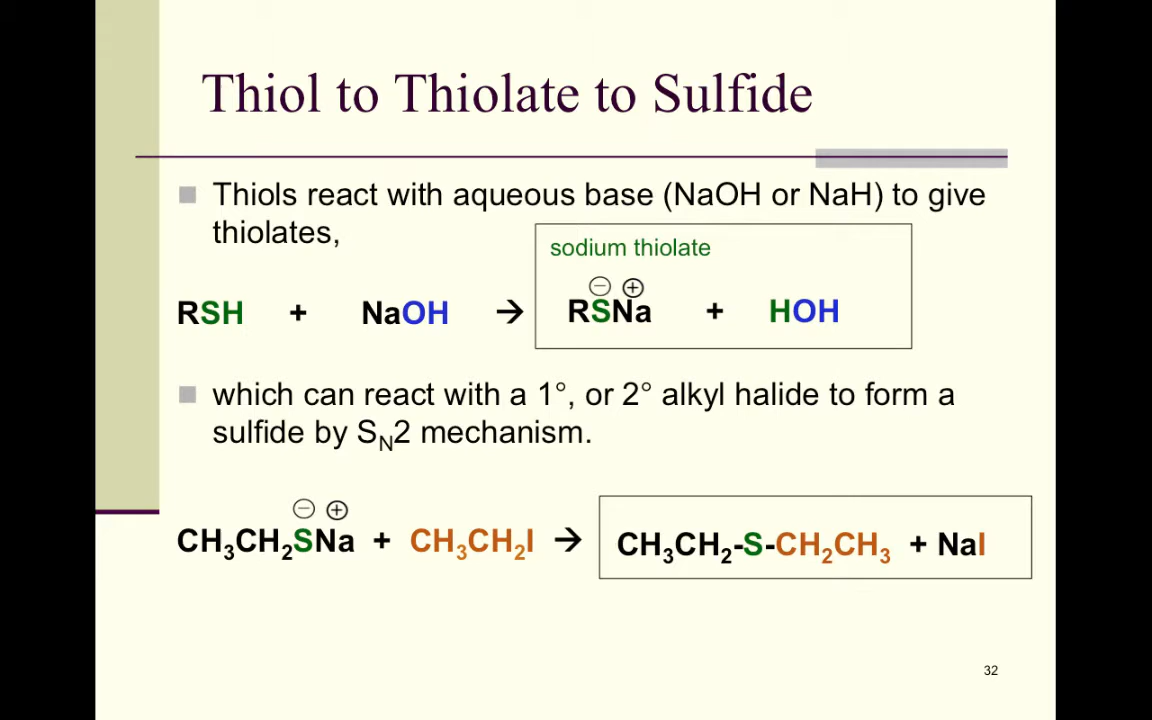 Thiol to Thiolate to Sulfide
Thiols react with aqueous base (NaOH or NaH) to give
thiolates,
sodium thiolate
⊖ ⊕
RSH + NaOH → RSNa + HOH
which can react with a 1°, or 2° alkyl halide to form a
sulfide by S_N2 mechanism.
⊖ ⊕
CH₃CH₂SNa + CH₃CH₂I → CH₃CH₂-S-CH₂CH₃ + NaI
32